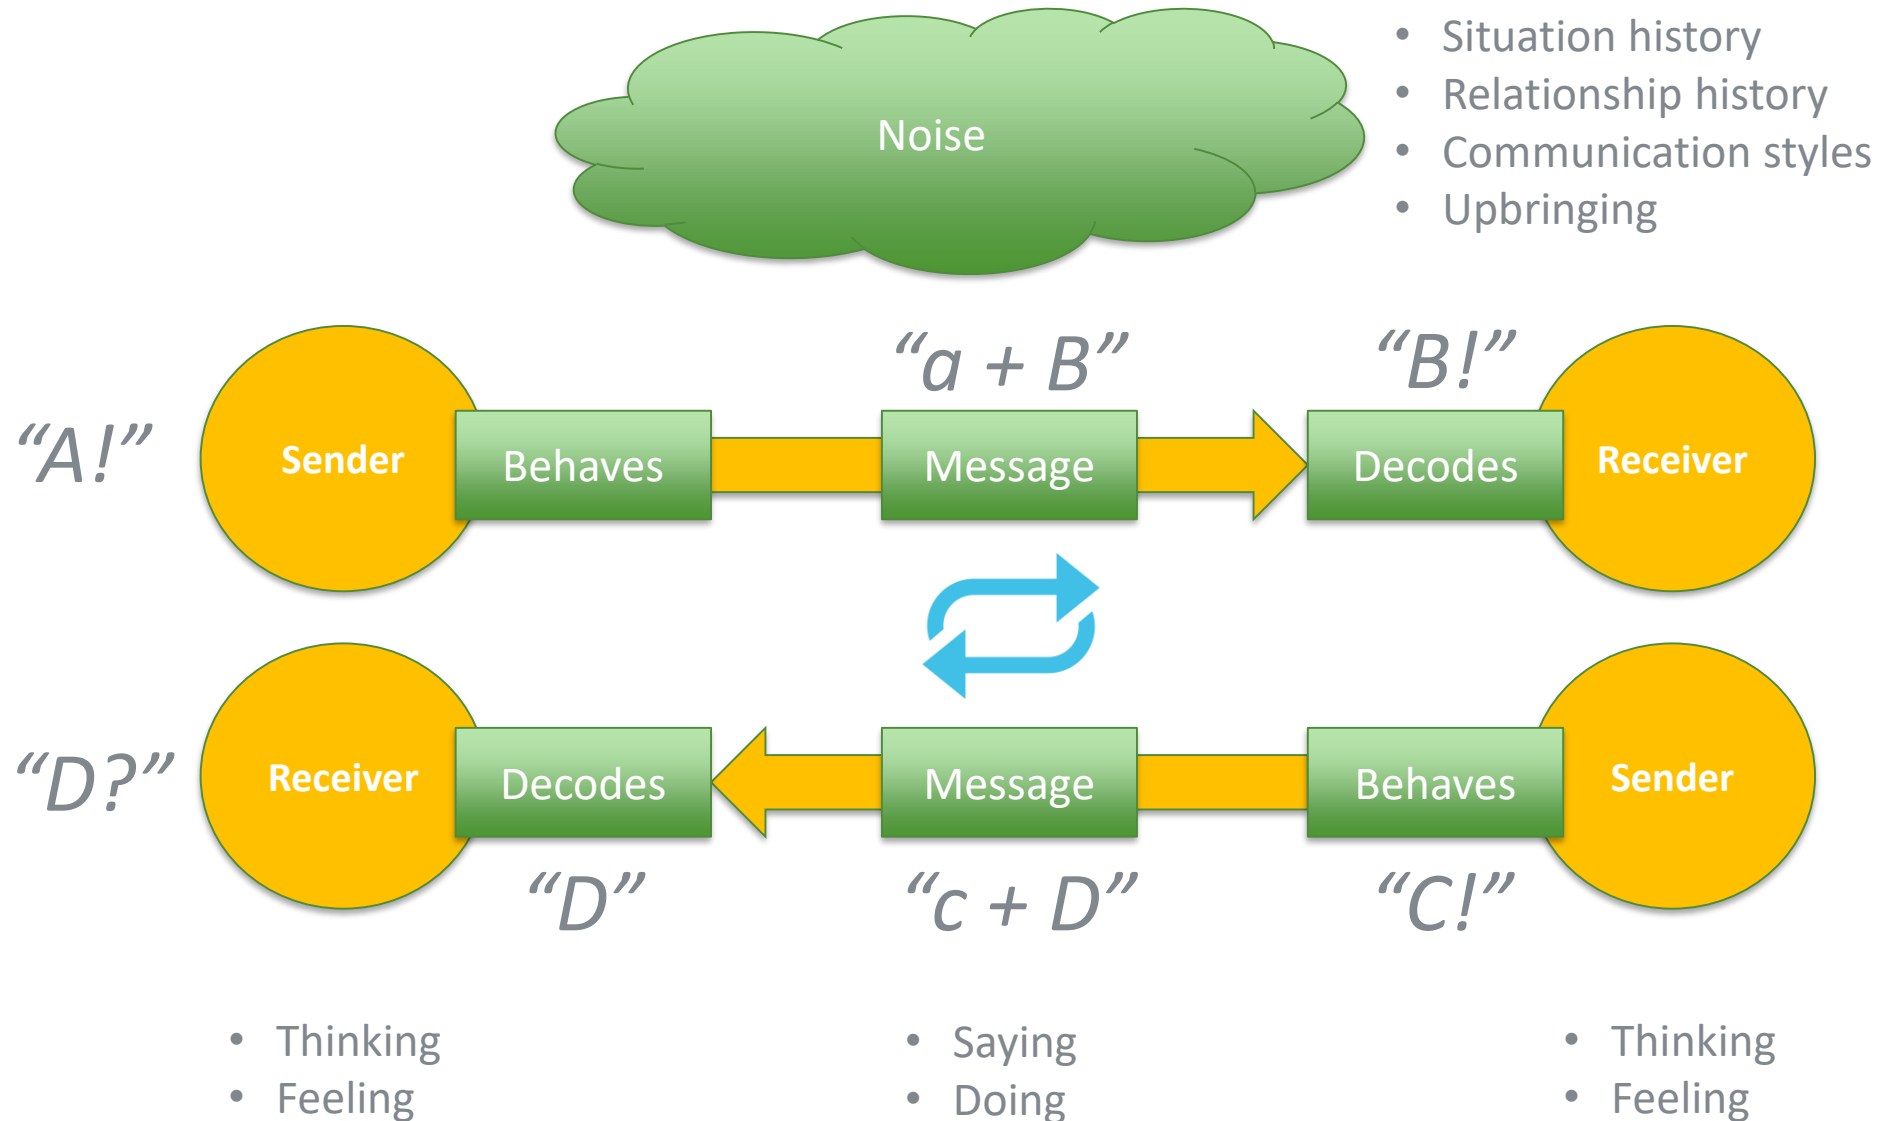 • Situation history
• Relationship history
• Communication styles
• Upbringing
Noise
“a + B”
“B!”
“A!”
Sender
Behaves
Message
Decodes
Receiver
“D?”
Receiver
Decodes
Message
Behaves
Sender
“D”
“c + D”
“C!”
• Thinking
• Feeling
• Saying
• Doing
• Thinking
• Feeling